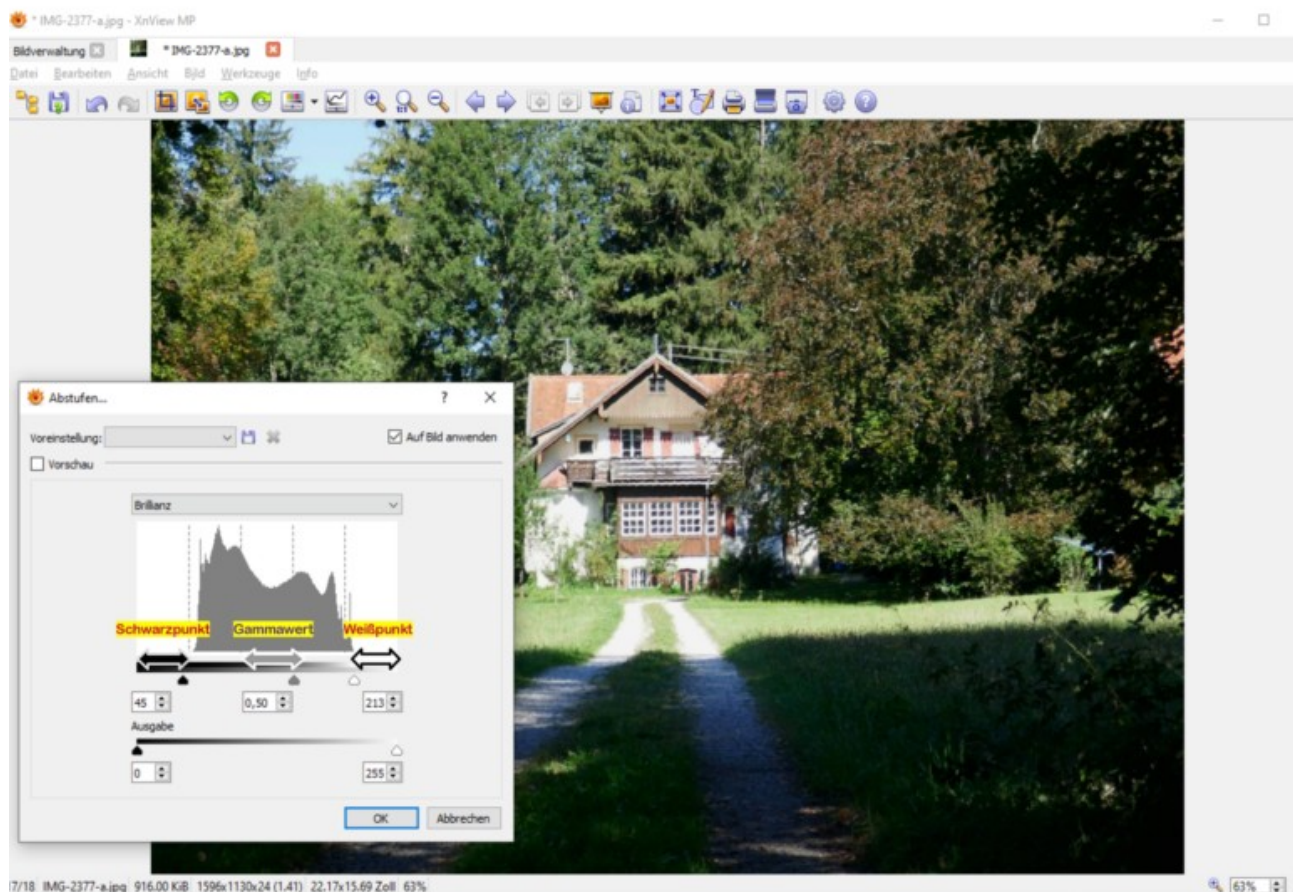 * IMG-2377-a.jpg - XnView MP
Bildverwaltung * IMG-2377-a.jpg
Datei Bearbeiten Ansicht Bild Werkzeuge Info
Abstufen... ?
Voreinstellung: Auf Bild anwenden
Vorschau
Brillianz
Schwarzpunkt Gammawert Weißpunkt
45 0,50 213
Ausgabe
0 255
OK Abbrechen
7/18 IMG-2377-a.jpg 916.00 KiB 1596x1130x24 (1.41) 22.17x15.69 Zoll 63%
63%